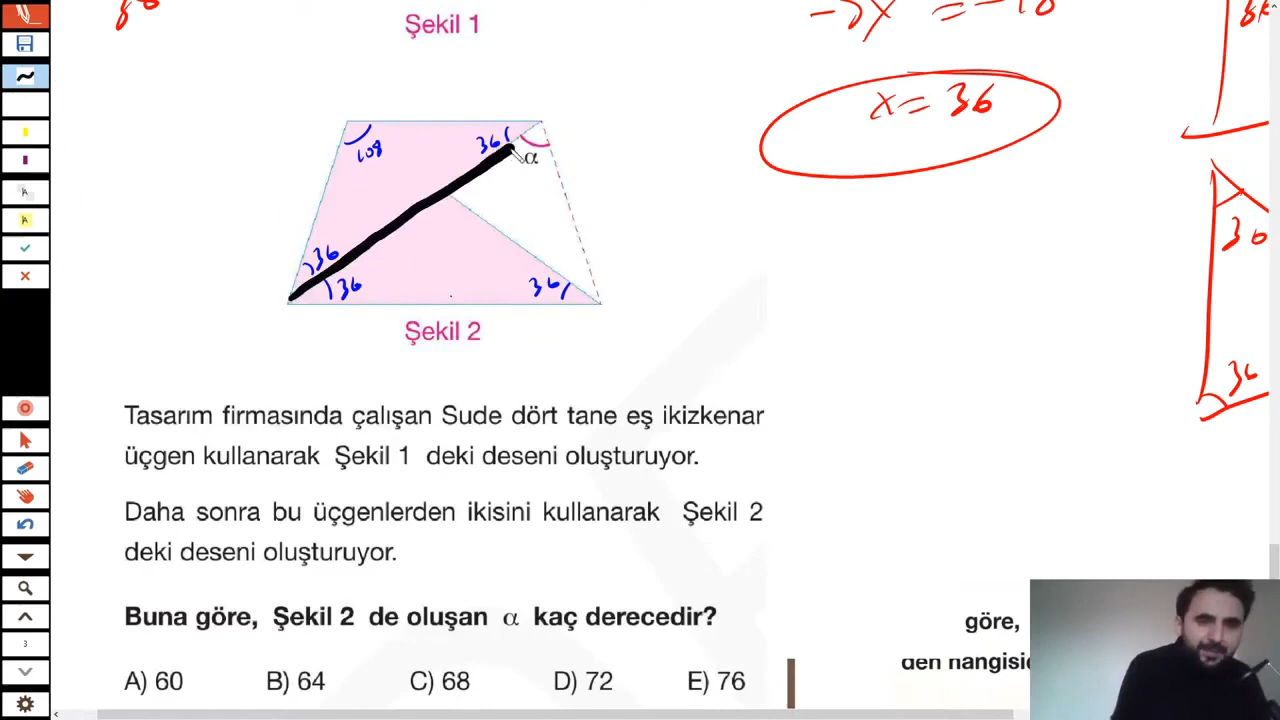 Şekil 1
x = 36
108
36
α
36
36
36
36
36
Şekil 2
Tasarım firmasında çalışan Sude dört tane eş ikizkenar
üçgen kullanarak Şekil 1 deki deseni oluşturuyor.
Daha sonra bu üçgenlerden ikisini kullanarak Şekil 2
deki deseni oluşturuyor.
Buna göre, Şekil 2 de oluşan α kaç derecedir?
A) 60 B) 64 C) 68 D) 72 E) 76
göre,
3